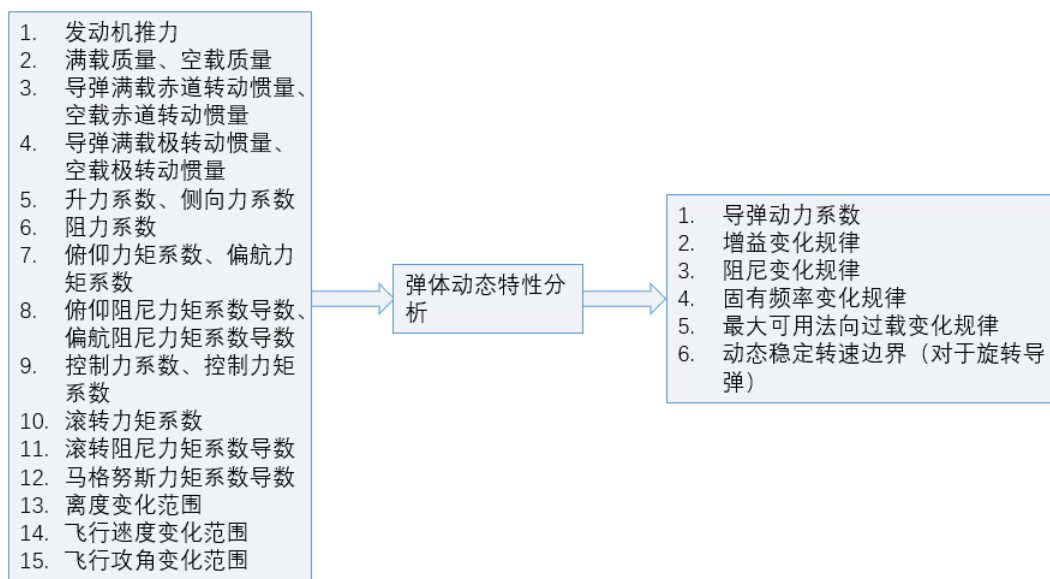 1. 发动机推力
2. 满载质量、空载质量
3. 导弹满载赤道转动惯量、
空载赤道转动惯量
4. 导弹满载极转动惯量、
空载极转动惯量
5. 升力系数、侧向力系数
6. 阻力系数
7. 俯仰力矩系数、偏航力
矩系数
8. 俯仰阻尼力矩系数导数、
偏航阻尼力矩系数导数
9. 控制力系数、控制力矩
系数
10. 滚转力矩系数
11. 滚转阻尼力矩系数导数
12. 马格努斯力矩系数导数
13. 离度变化范围
14. 飞行速度变化范围
15. 飞行攻角变化范围
弹体动态特性分
析
1. 导弹动力系数
2. 增益变化规律
3. 阻尼变化规律
4. 固有频率变化规律
5. 最大可用法向过载变化规律
6. 动态稳定转速边界（对于旋转导
弹）